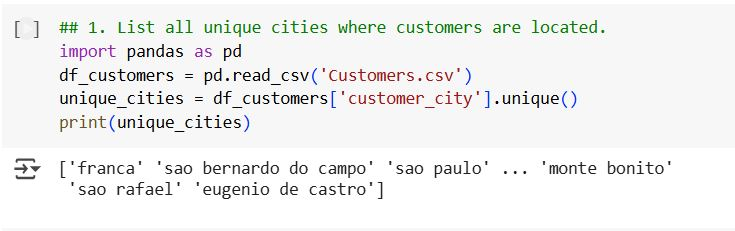 [ ] ## 1. List all unique cities where customers are located.
import pandas as pd
df_customers = pd.read_csv('Customers.csv')
unique_cities = df_customers['customer_city'].unique()
print(unique_cities)
['franca' 'sao bernardo do campo' 'sao paulo' ... 'monte bonito'
'sao rafael' 'eugenio de castro']